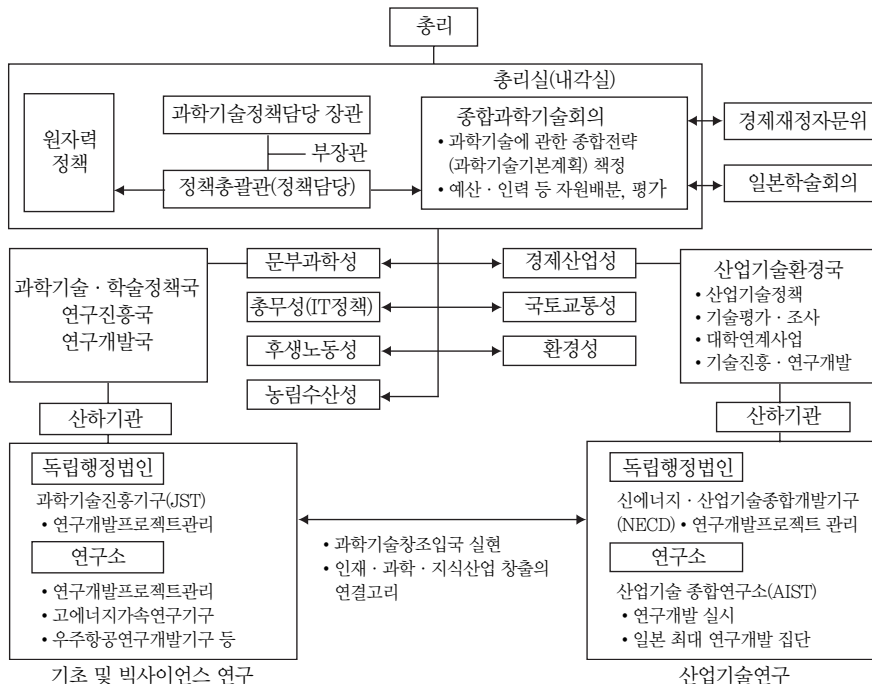 총리
총리실(내각실)
원자력
정책
과학기술정책담당 장관
부장관
정책총괄관(정책담당)
종합과학기술회의
• 과학기술에 관한 종합전략
(과학기술기본계획) 책정
• 예산 · 인력 등 자원배분, 평가
경제재정자문위
일본학술회의
과학기술 · 학술정책국
연구진흥국
연구개발국
문부과학성
경제산업성
총무성(IT정책)
국토교통성
후생노동성
환경성
농림수산성
산업기술환경국
• 산업기술정책
• 기술평가 · 조사
• 대학연계사업
• 기술진흥 · 연구개발
산하기관
산하기관
독립행정법인
과학기술진흥기구(JST)
• 연구개발프로젝트관리
연구소
• 연구개발프로젝트관리
• 고에너지가속연구기구
• 우주항공연구개발기구 등
기초 및 빅사이언스 연구
• 과학기술창조입국 실현
• 인재 · 과학 · 지식산업 창출의
연결고리
독립행정법인
신에너지 · 산업기술종합개발기구
(NECD) • 연구개발프로젝트 관리
연구소
산업기술 종합연구소(AIST)
• 연구개발 실시
• 일본 최대 연구개발 집단
산업기술연구